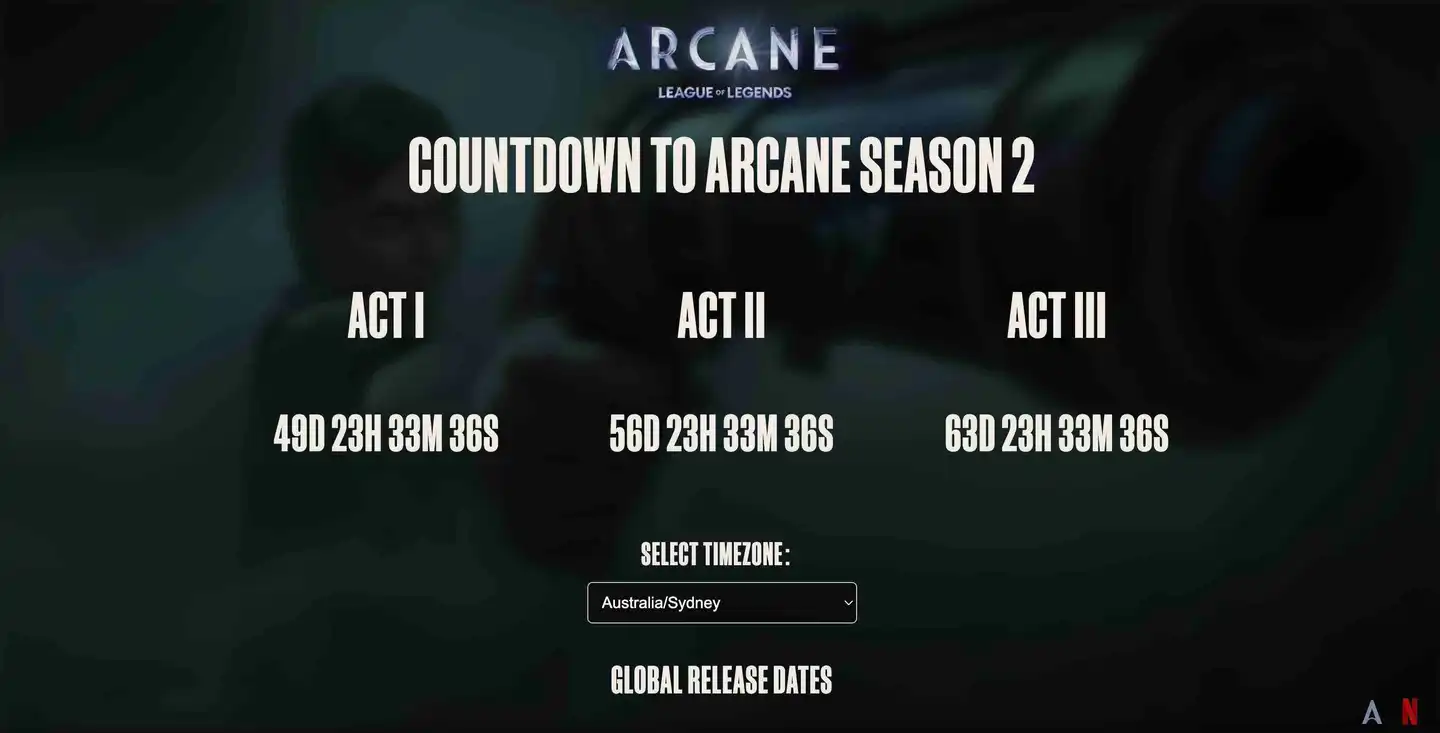 ARCANE
LEAGUE OF LEGENDS
COUNTDOWN TO ARCANE SEASON 2
ACT I
ACT II
ACT III
49D 23H 33M 36S
56D 23H 33M 36S
63D 23H 33M 36S
SELECT TIMEZONE:
Australia/Sydney
GLOBAL RELEASE DATES
A N